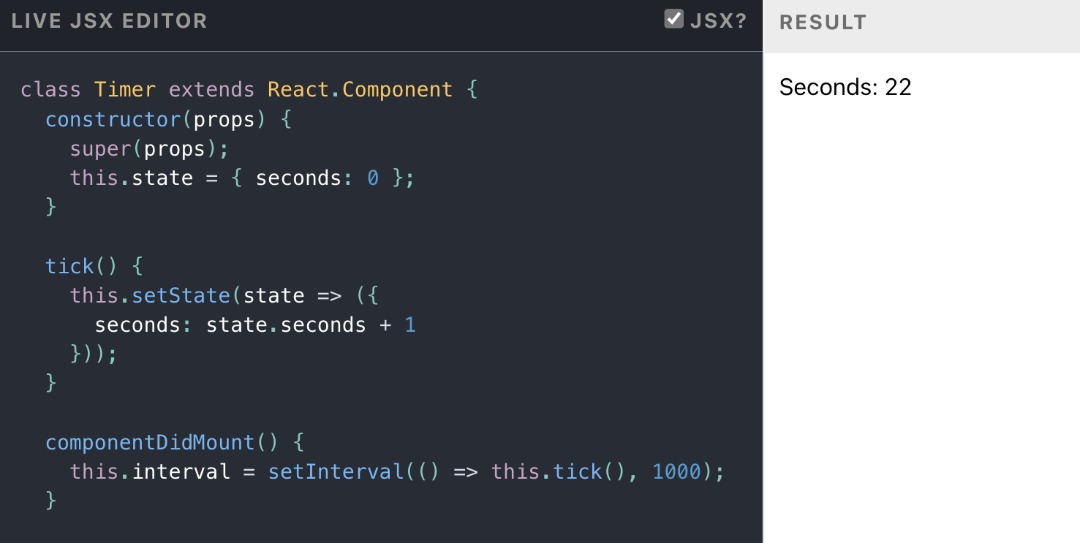 LIVE JSX EDITOR
JSX?
class Timer extends React.Component {
  constructor(props) {
    super(props);
    this.state = { seconds: 0 };
  }

  tick() {
    this.setState(state => ({
      seconds: state.seconds + 1
    }));
  }

  componentDidMount() {
    this.interval = setInterval(() => this.tick(), 1000);
  }
RESULT
Seconds: 22